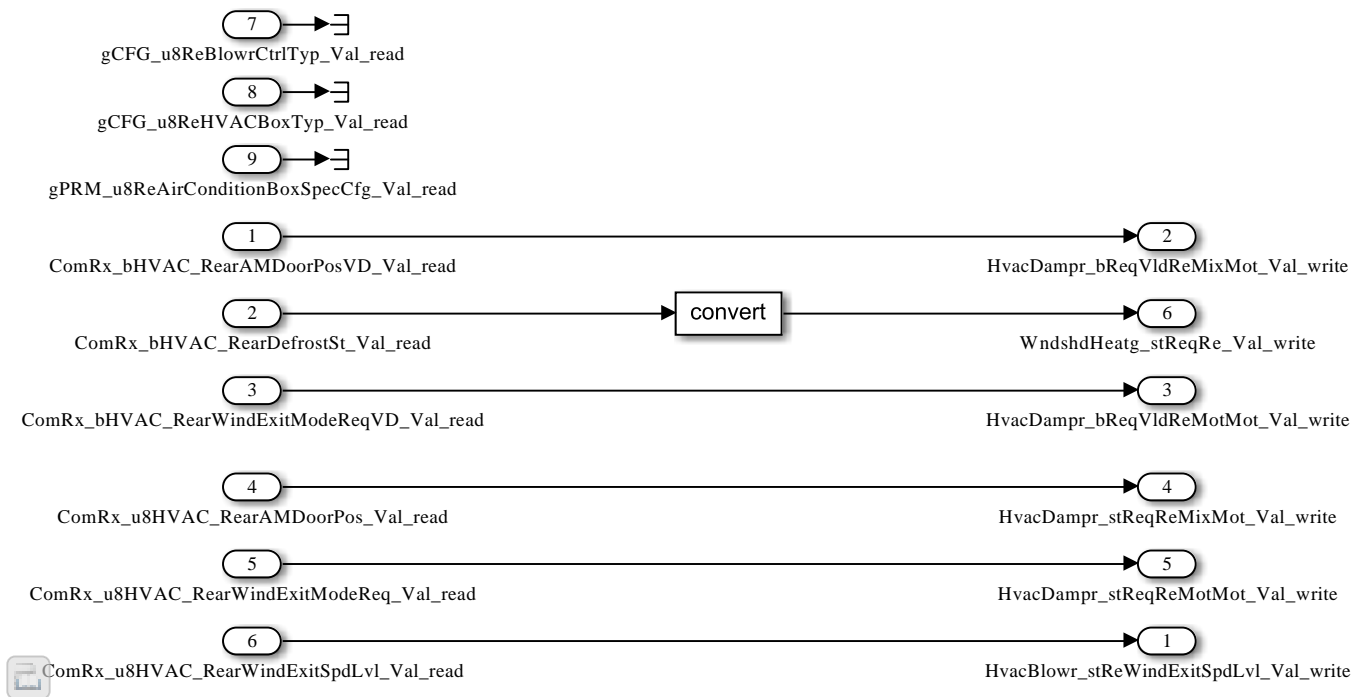 7
gCFG_u8ReBlowrCtrlTyp_Val_read
8
gCFG_u8ReHVACBoxTyp_Val_read
9
gPRM_u8ReAirConditionBoxSpecCfg_Val_read
1 2
ComRx_bHVAC_RearAMDoorPosVD_Val_read HvacDampr_bReqVldReMixMot_Val_write
2 convert 6
ComRx_bHVAC_RearDefrostSt_Val_read WndshdHeatg_stReqRe_Val_write
3 3
ComRx_bHVAC_RearWindExitModeReqVD_Val_read HvacDampr_bReqVldReMotMot_Val_write
4 4
ComRx_u8HVAC_RearAMDoorPos_Val_read HvacDampr_stReqReMixMot_Val_write
5 5
ComRx_u8HVAC_RearWindExitModeReq_Val_read HvacDampr_stReqReMotMot_Val_write
6 1
ComRx_u8HVAC_RearWindExitSpdLvl_Val_read HvacBlowr_stReWindExitSpdLvl_Val_write